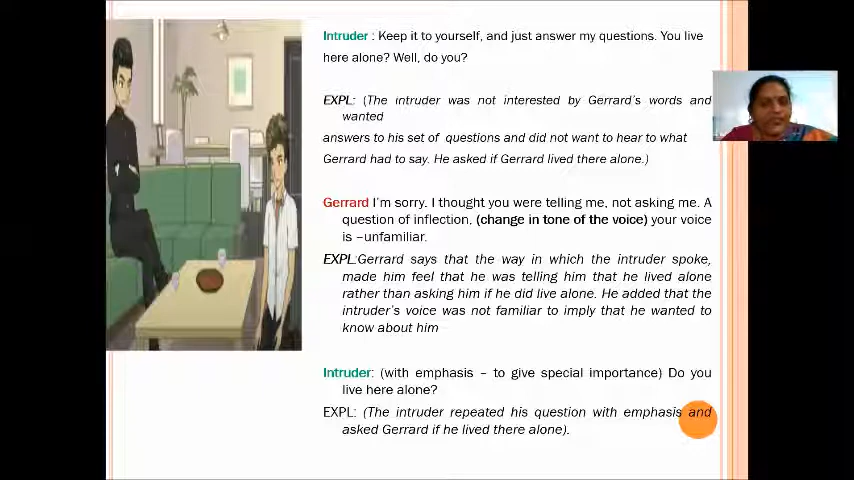 Intruder : Keep it to yourself, and just answer my questions. You live
here alone? Well, do you?
EXPL: (The intruder was not interested by Gerrard's words and
wanted
answers to his set of questions and did not want to hear to what
Gerrard had to say. He asked if Gerrard lived there alone.)
Gerrard I'm sorry. I thought you were telling me, not asking me. A
question of inflection, (change in tone of the voice) your voice
is –unfamiliar.
EXPL:Gerrard says that the way in which the intruder spoke,
made him feel that he was telling him that he lived alone
rather than asking him if he did live alone. He added that the
intruder's voice was not familiar to imply that he wanted to
know about him
Intruder: (with emphasis – to give special importance) Do you
live here alone?
EXPL: (The intruder repeated his question with emphasis and
asked Gerrard if he lived there alone).